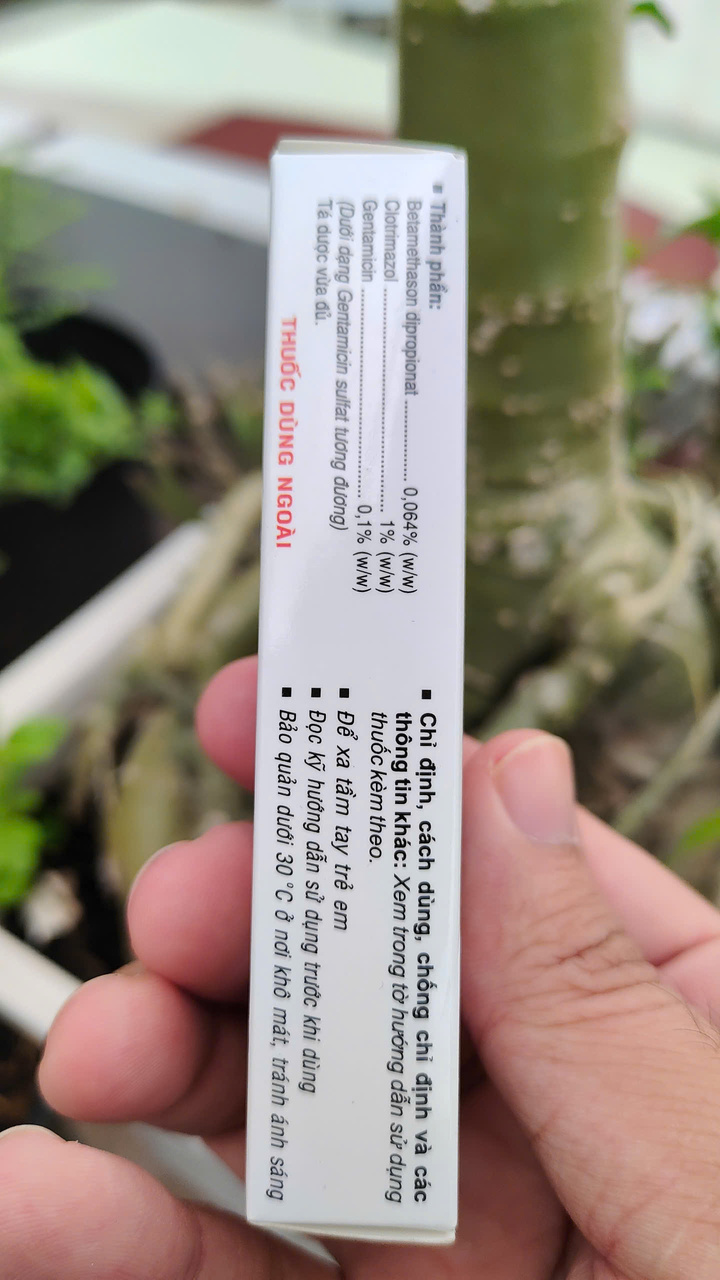 ▪ Thành phần:
Betamethason dipropionat ............... 0,064% (w/w)
Clotrimazol ............................................. 1% (w/w)
Gentamicin .......................................... 0,1% (w/w)
(Dưới dạng Gentamicin sulfat tương đương)
Tá dược vừa đủ.
THUỐC DÙNG NGOÀI
▪ Chỉ định, cách dùng, chống chỉ định và các
thông tin khác: Xem trong tờ hướng dẫn sử dụng
thuốc kèm theo.
▪ Để xa tầm tay trẻ em
▪ Đọc kỹ hướng dẫn sử dụng trước khi dùng
▪ Bảo quản dưới 30°C ở nơi khô mát, tránh ánh sáng